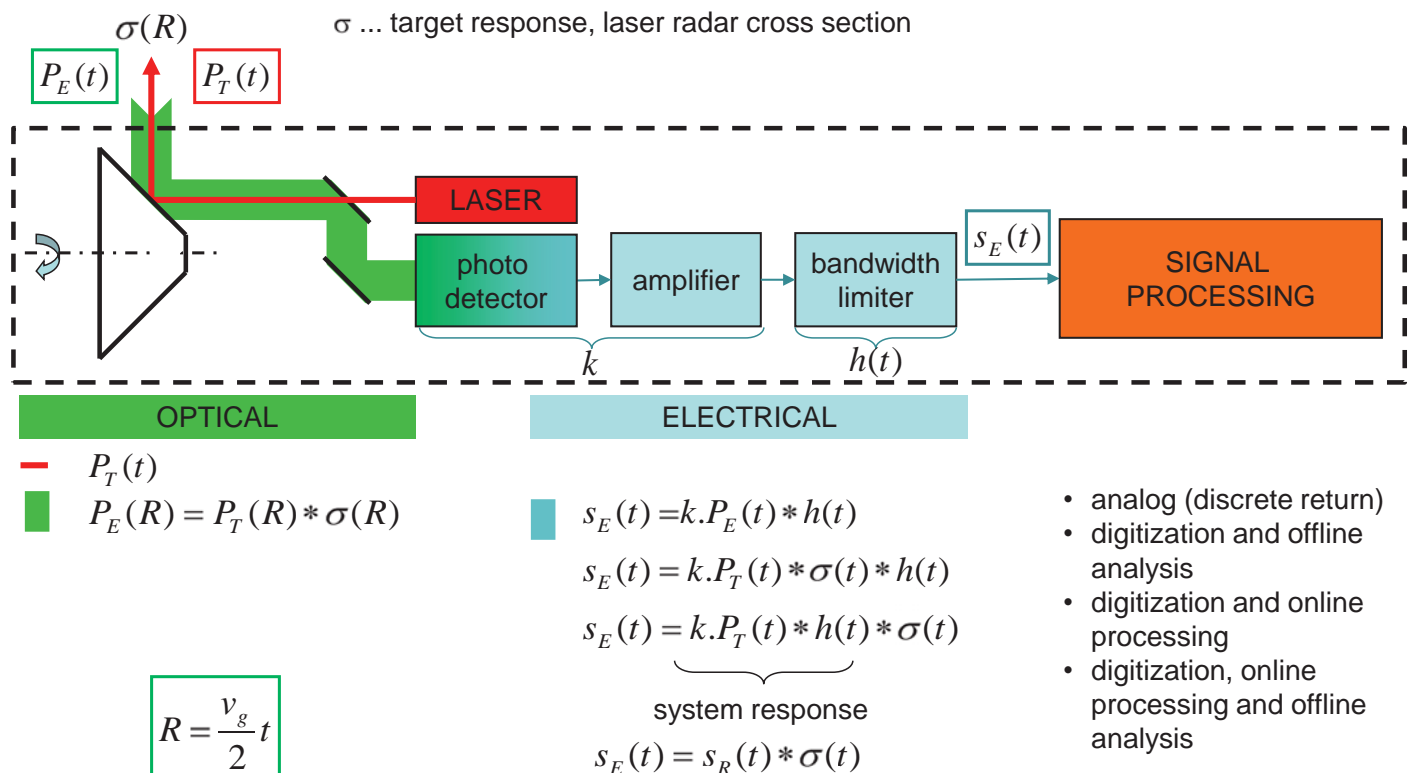 σ(R)
σ ... target response, laser radar cross section
P_E(t)
P_T(t)
LASER
photo
detector
amplifier
bandwidth
limiter
s_E(t)
SIGNAL
PROCESSING
k
h(t)
OPTICAL
ELECTRICAL
P_T(t)
P_E(R) = P_T(R) * σ(R)
s_E(t) =k.P_E(t) * h(t)
s_E(t) = k.P_T(t) * σ(t) * h(t)
s_E(t) = k.P_T(t) * h(t) * σ(t)
system response
s_E(t) = s_R(t) * σ(t)
R = v_g/2 t
• analog (discrete return)
• digitization and offline
analysis
• digitization and online
processing
• digitization, online
processing and offline
analysis